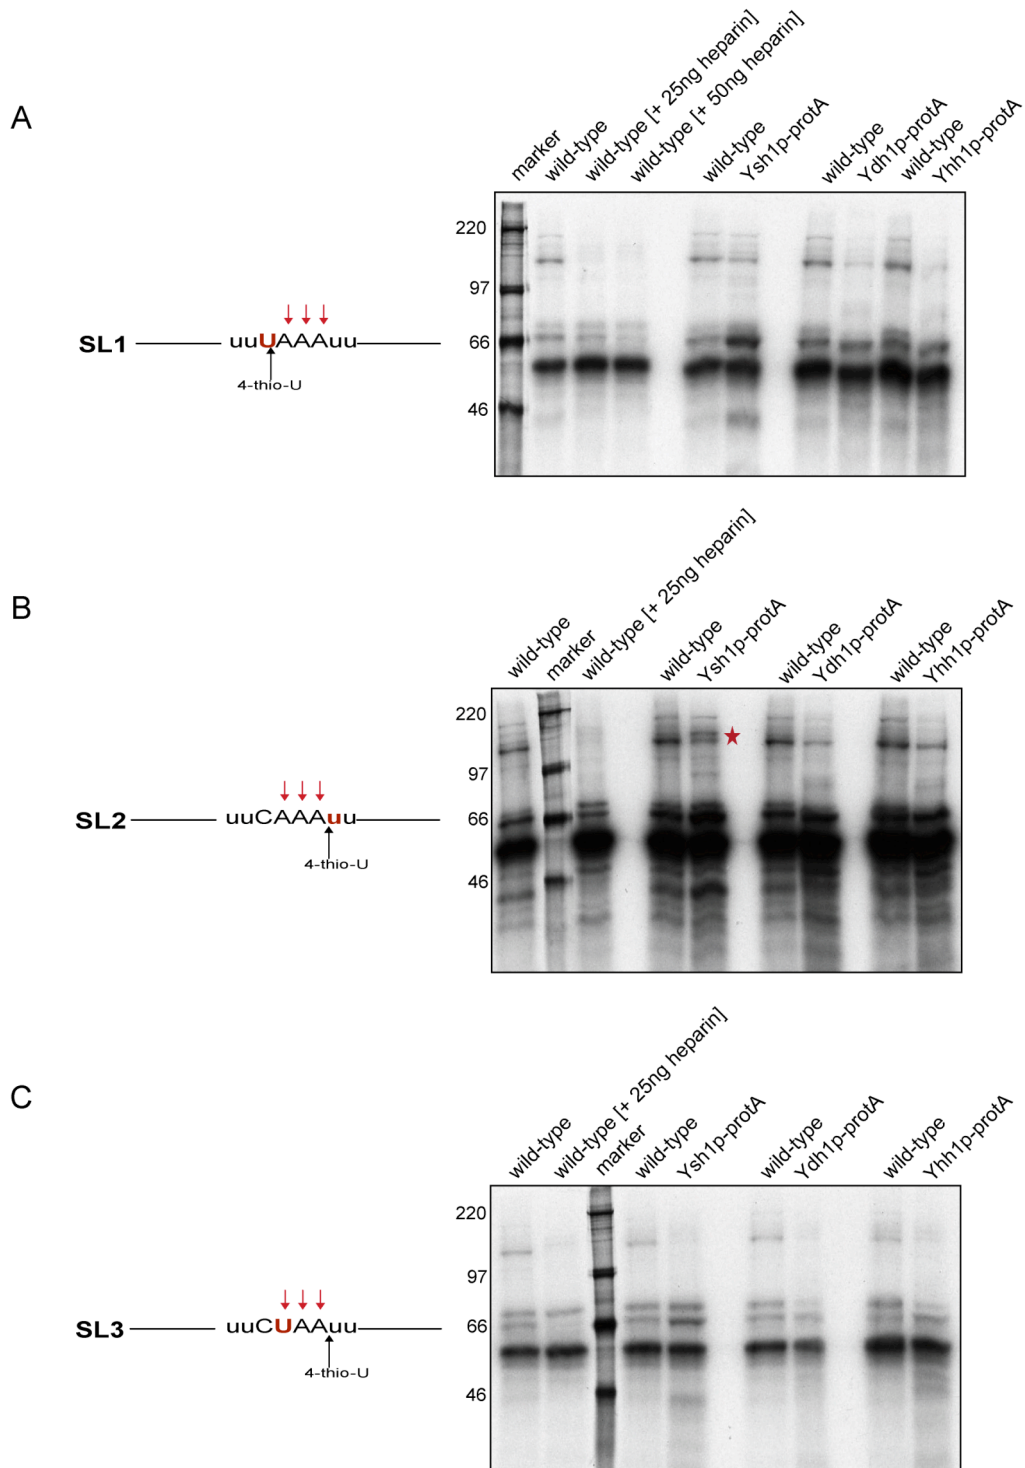 A
marker
wild-type
wild-type [+ 25ng heparin]
wild-type [+ 50ng heparin]
wild-type
Ysh1p-protA
wild-type
Ydh1p-protA
wild-type
Yhh1p-protA
220
97
66
46
SL1
uuUAAAuu
4-thio-U
B
wild-type
marker
wild-type [+ 25ng heparin]
wild-type
Ysh1p-protA
wild-type
Ydh1p-protA
wild-type
Yhh1p-protA
220
97
66
46
SL2
uuCAAAuu
4-thio-U
C
wild-type
wild-type [+ 25ng heparin]
marker
wild-type
Ysh1p-protA
wild-type
Ydh1p-protA
wild-type
Yhh1p-protA
220
97
66
46
SL3
uuCUAAuu
4-thio-U